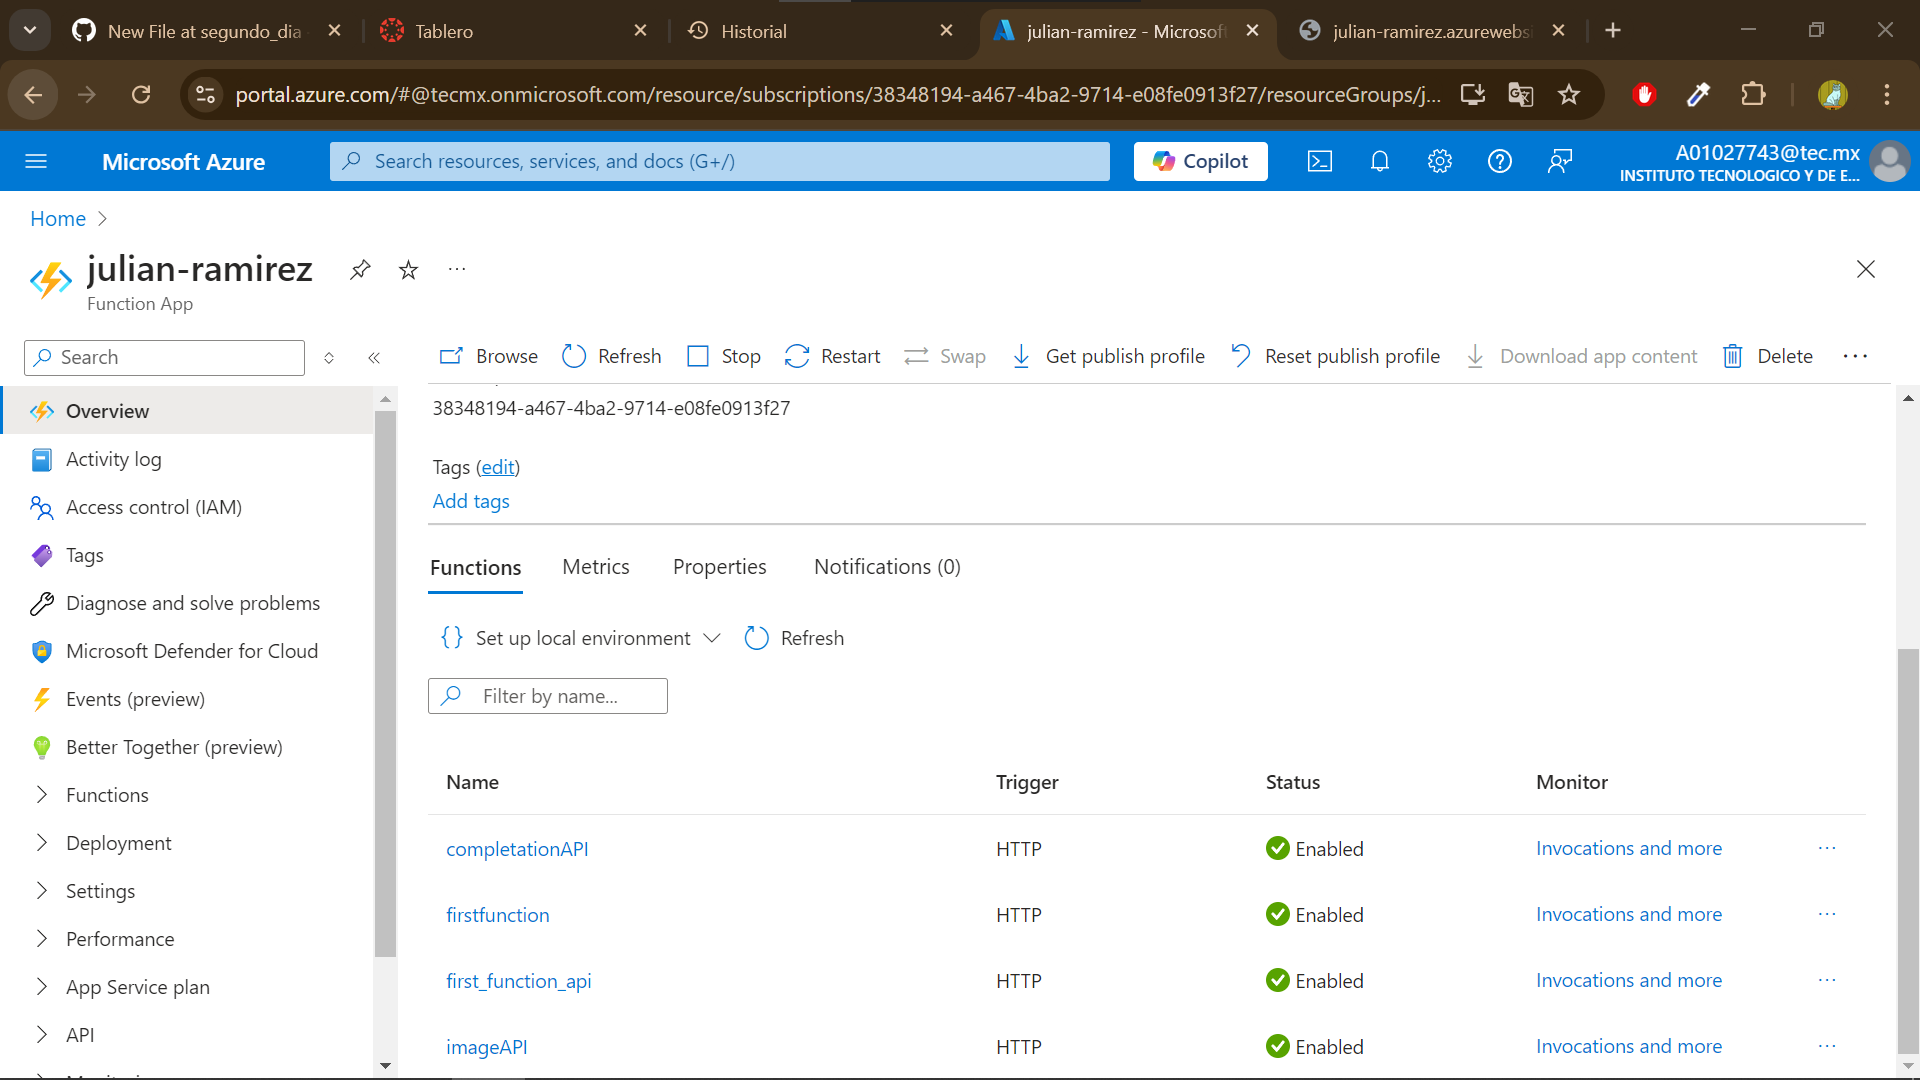 New File at segundo_dia
Tablero
Historial
julian-ramirez - Microsof
julian-ramirez.azurewebs
portal.azure.com/#@tecmx.onmicrosoft.com/resource/subscriptions/38348194-a467-4ba2-9714-e08fe0913f27/resourceGroups/j...
Microsoft Azure
Search resources, services, and docs (G+/)
Copilot
A01027743@tec.mx
INSTITUTO TECNOLOGICO Y DE E...
Home
julian-ramirez
Function App
Search
Browse
Refresh
Stop
Restart
Swap
Get publish profile
Reset publish profile
Download app content
Delete
Overview
Activity log
Access control (IAM)
Tags
Diagnose and solve problems
Microsoft Defender for Cloud
Events (preview)
Better Together (preview)
Functions
Deployment
Settings
Performance
App Service plan
API
38348194-a467-4ba2-9714-e08fe0913f27
Tags (edit)
Add tags
Functions
Metrics
Properties
Notifications (0)
Set up local environment
Refresh
Filter by name...
Name Trigger Status Monitor
completationAPI HTTP Enabled Invocations and more
firstfunction HTTP Enabled Invocations and more
first_function_api HTTP Enabled Invocations and more
imageAPI HTTP Enabled Invocations and more